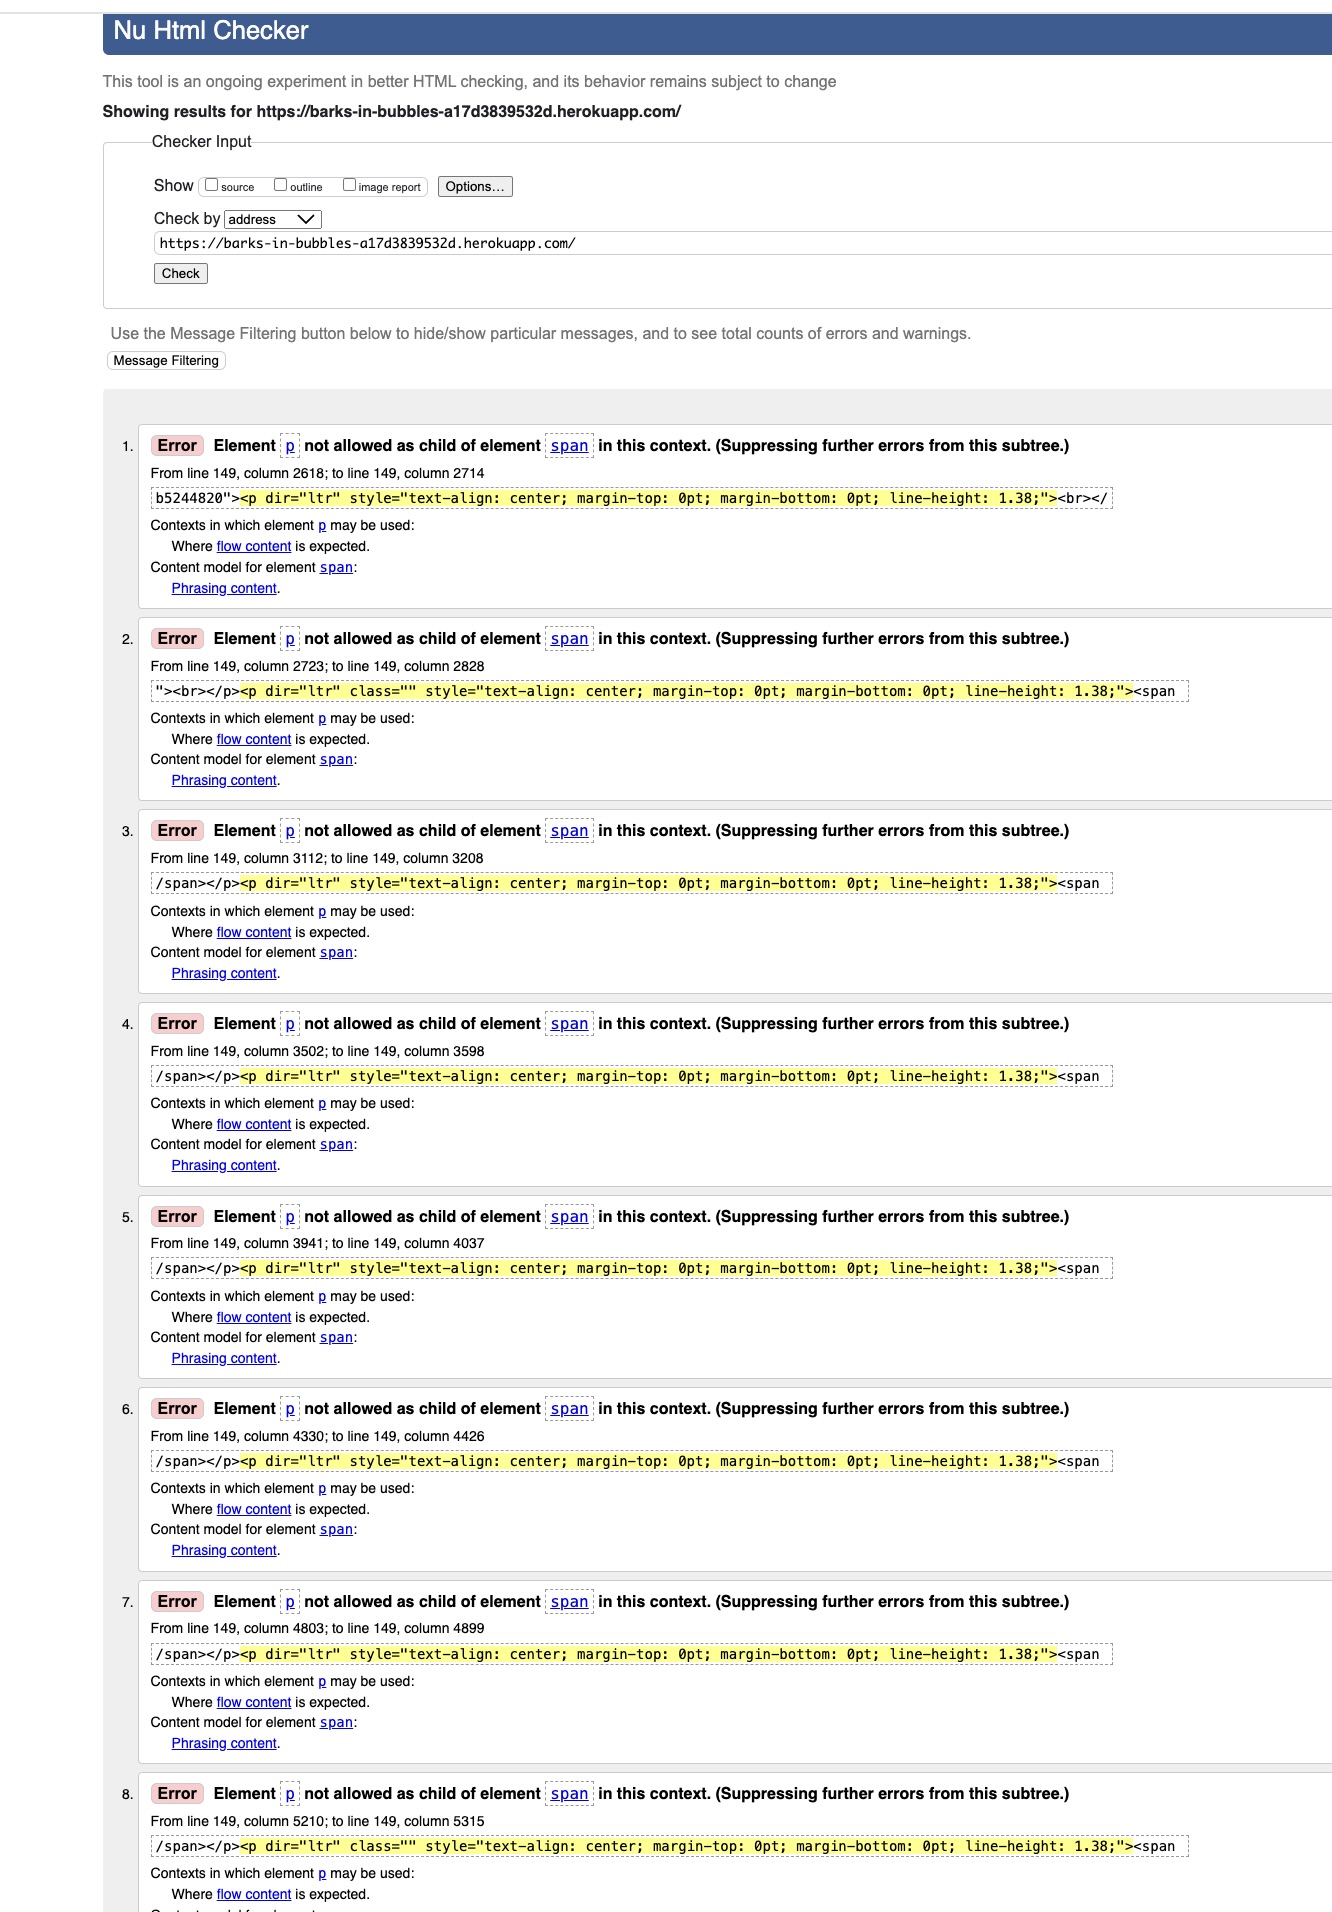 Nu Html Checker
This tool is an ongoing experiment in better HTML checking, and its behavior remains subject to change
Showing results for https://barks-in-bubbles-a17d3839532d.herokuapp.com/
Checker Input
Show source outline image report Options...
Check by address
https://barks-in-bubbles-a17d3839532d.herokuapp.com/
Check
Use the Message Filtering button below to hide/show particular messages, and to see total counts of errors and warnings.
Message Filtering
1. Error Element p not allowed as child of element span in this context. (Suppressing further errors from this subtree.)
From line 149, column 2618; to line 149, column 2714
b5244820"><p dir="ltr" style="text-align: center; margin-top: 0pt; margin-bottom: 0pt; line-height: 1.38;"><br></
Contexts in which element p may be used:
Where flow content is expected.
Content model for element span:
Phrasing content.
2. Error Element p not allowed as child of element span in this context. (Suppressing further errors from this subtree.)
From line 149, column 2723; to line 149, column 2828
"><br></p><p dir="ltr" class="" style="text-align: center; margin-top: 0pt; margin-bottom: 0pt; line-height: 1.38;"><span
Contexts in which element p may be used:
Where flow content is expected.
Content model for element span:
Phrasing content.
3. Error Element p not allowed as child of element span in this context. (Suppressing further errors from this subtree.)
From line 149, column 3112; to line 149, column 3208
/span></p><p dir="ltr" style="text-align: center; margin-top: 0pt; margin-bottom: 0pt; line-height: 1.38;"><span
Contexts in which element p may be used:
Where flow content is expected.
Content model for element span:
Phrasing content.
4. Error Element p not allowed as child of element span in this context. (Suppressing further errors from this subtree.)
From line 149, column 3502; to line 149, column 3598
/span></p><p dir="ltr" style="text-align: center; margin-top: 0pt; margin-bottom: 0pt; line-height: 1.38;"><span
Contexts in which element p may be used:
Where flow content is expected.
Content model for element span:
Phrasing content.
5. Error Element p not allowed as child of element span in this context. (Suppressing further errors from this subtree.)
From line 149, column 3941; to line 149, column 4037
/span></p><p dir="ltr" style="text-align: center; margin-top: 0pt; margin-bottom: 0pt; line-height: 1.38;"><span
Contexts in which element p may be used:
Where flow content is expected.
Content model for element span:
Phrasing content.
6. Error Element p not allowed as child of element span in this context. (Suppressing further errors from this subtree.)
From line 149, column 4330; to line 149, column 4426
/span></p><p dir="ltr" style="text-align: center; margin-top: 0pt; margin-bottom: 0pt; line-height: 1.38;"><span
Contexts in which element p may be used:
Where flow content is expected.
Content model for element span:
Phrasing content.
7. Error Element p not allowed as child of element span in this context. (Suppressing further errors from this subtree.)
From line 149, column 4803; to line 149, column 4899
/span></p><p dir="ltr" style="text-align: center; margin-top: 0pt; margin-bottom: 0pt; line-height: 1.38;"><span
Contexts in which element p may be used:
Where flow content is expected.
Content model for element span:
Phrasing content.
8. Error Element p not allowed as child of element span in this context. (Suppressing further errors from this subtree.)
From line 149, column 5210; to line 149, column 5315
/span></p><p dir="ltr" class="" style="text-align: center; margin-top: 0pt; margin-bottom: 0pt; line-height: 1.38;"><span
Contexts in which element p may be used:
Where flow content is expected.